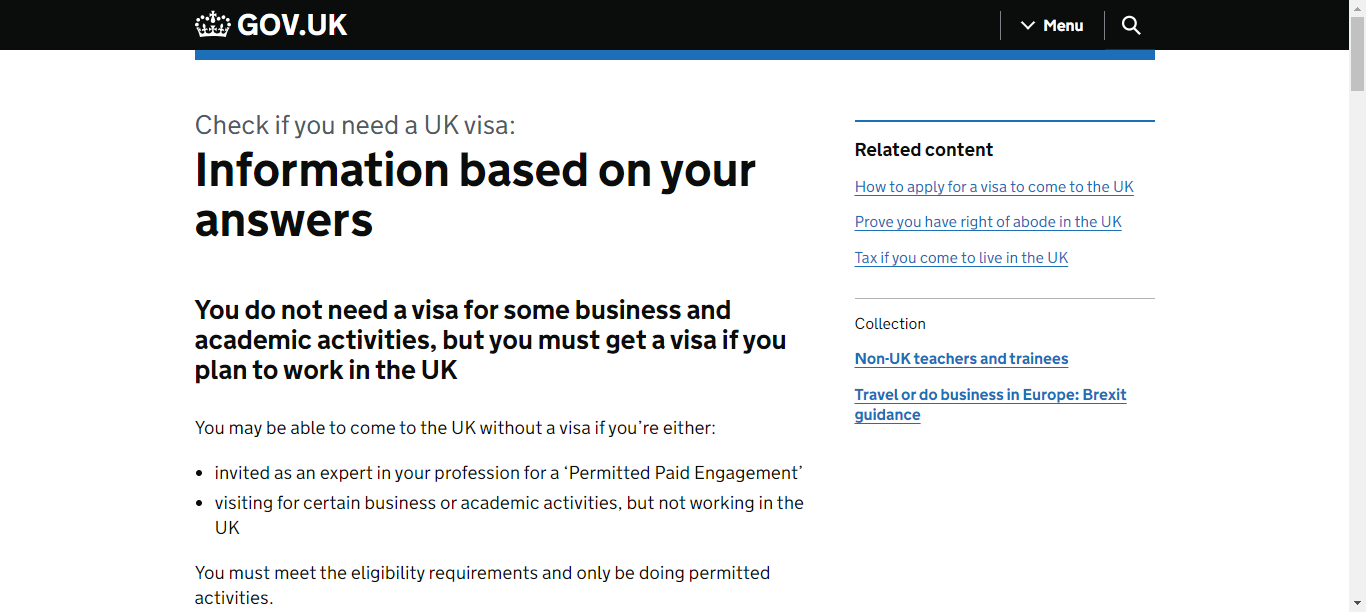 GOV.UK
Menu
Check if you need a UK visa:
Information based on your
answers
You do not need a visa for some business and
academic activities, but you must get a visa if you
plan to work in the UK
You may be able to come to the UK without a visa if you’re either:
• invited as an expert in your profession for a ‘Permitted Paid Engagement’
• visiting for certain business or academic activities, but not working in the
UK
You must meet the eligibility requirements and only be doing permitted
activities.
Related content
How to apply for a visa to come to the UK
Prove you have right of abode in the UK
Tax if you come to live in the UK
Collection
Non-UK teachers and trainees
Travel or do business in Europe: Brexit
guidance